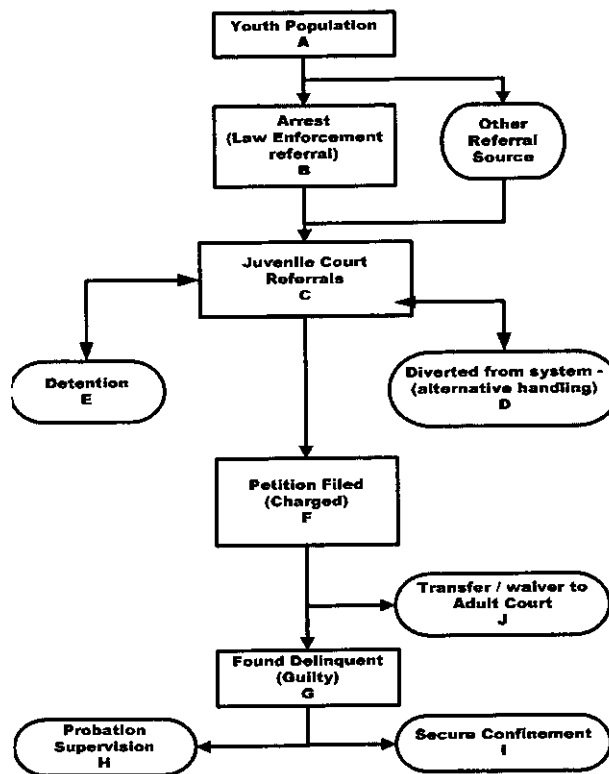 Youth Population
A
Arrest
(Law Enforcement
referral)
B
Other
Referral
Source
Juvenile Court
Referrals
C
Detention
E
Diverted from system -
(alternative handling)
D
Petition Filed
(Charged)
F
Transfer / waiver to
Adult Court
J
Found Delinquent
(Guilty)
G
Probation
Supervision
H
Secure Confinement
I